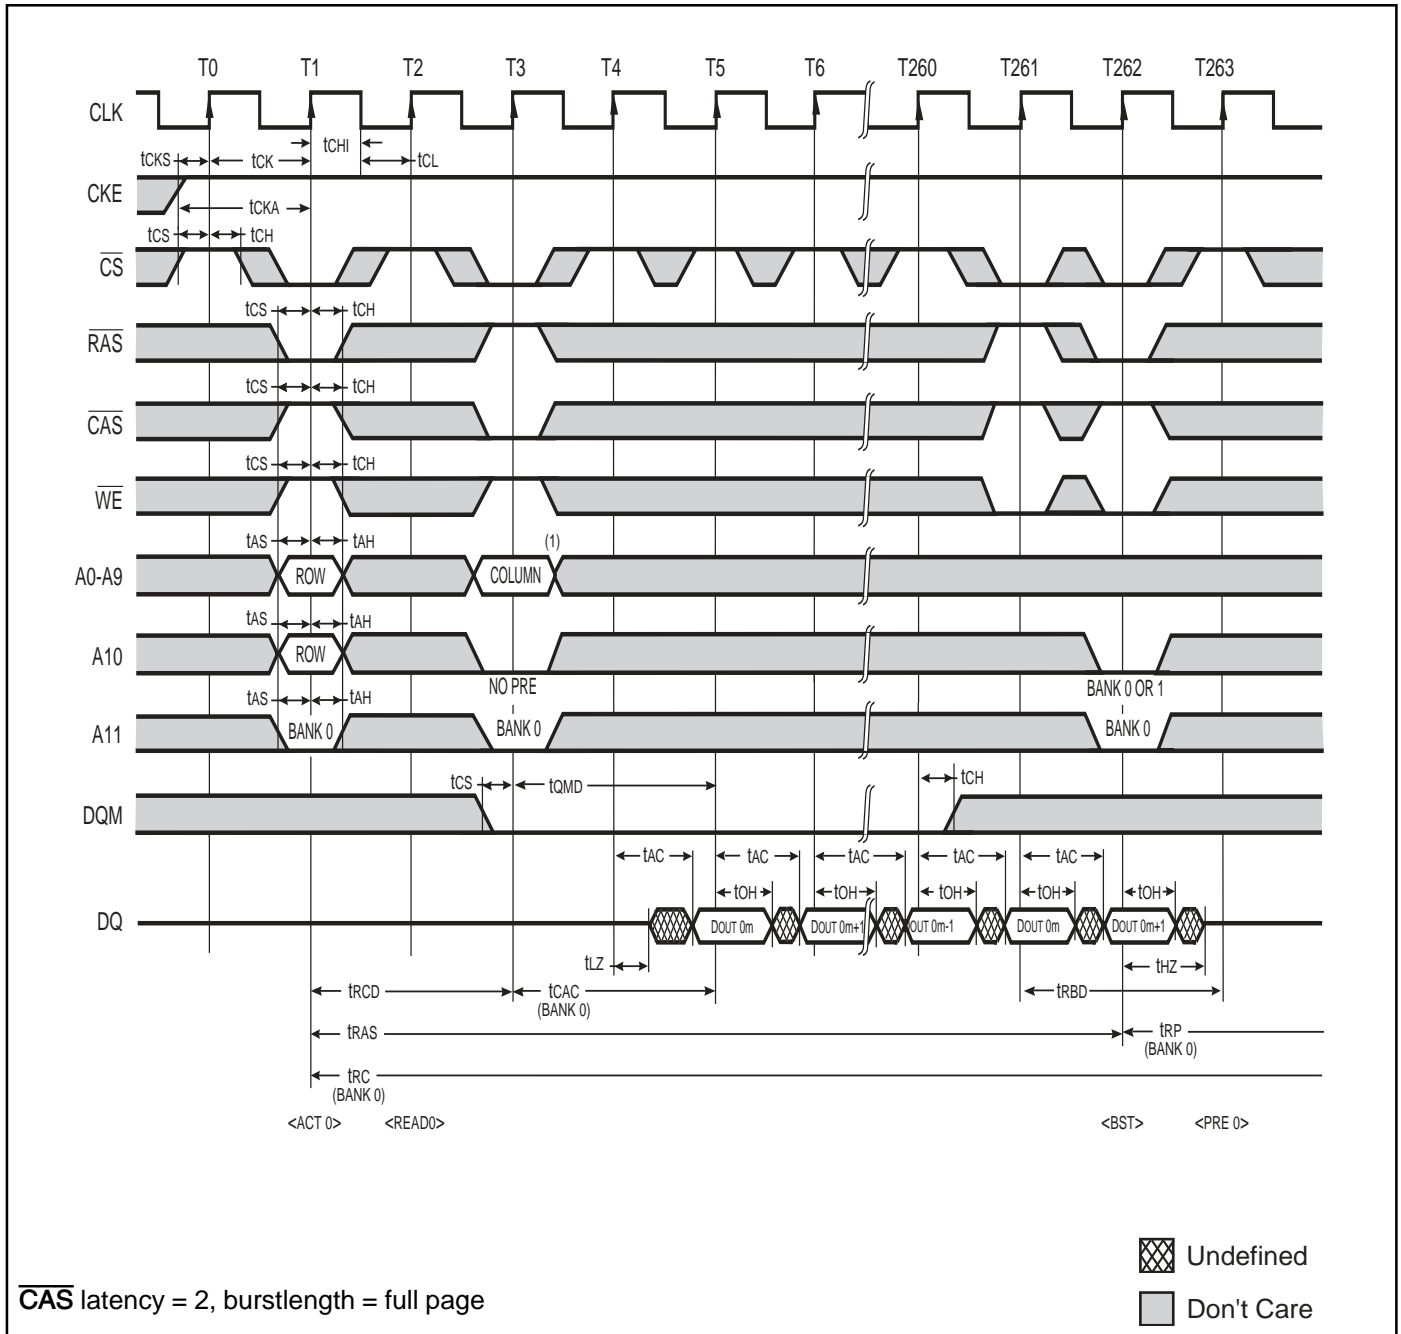 T0 T1 T2 T3 T4 T5 T6 T260 T261 T262 T263
CLK
tCHI
tCKS tCK tCL
CKE
tCKA
tCS tCH
CS
tCS tCH
RAS
tCS tCH
CAS
tCS tCH
WE
tAS tAH (1)
A0-A9 ROW COLUMN
tAS tAH
A10 ROW
NO PRE BANK 0 OR 1
tAS tAH
A11 BANK 0 BANK 0 BANK 0
tCS tQMD tCH
DQM
tAC tAC tAC tAC tAC
tOH tOH tOH tOH tOH
DQ DOUT 0m DOUT 0m+1 OUT 0m-1 DOUT 0m DOUT 0m+1
tLZ tHZ
tRCD tCAC tRBD
(BANK 0)
tRAS tRP
(BANK 0)
tRC
(BANK 0)
<ACT 0> <READ0> <BST> <PRE 0>
Undefined
CAS latency = 2, burstlength = full page
Don't Care